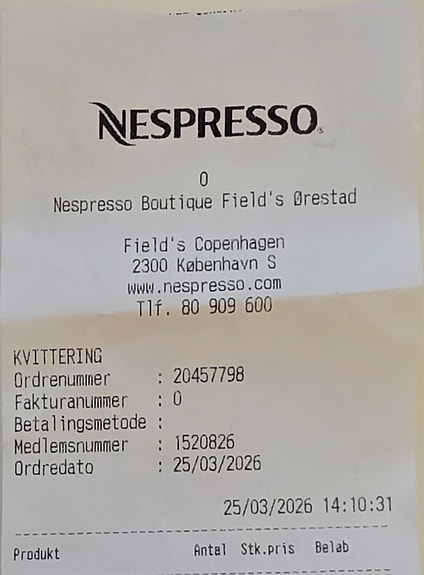 NESPRESSO
0
Nespresso Boutique Field's Ørestad
Field's Copenhagen
2300 København S
www.nespresso.com
Tlf. 80 909 600
KVITTERING
Ordrenummer : 20457798
Fakturanummer : 0
Betalingsmetode :
Medlemsnummer : 1520826
Ordredato : 25/03/2026
25/03/2026 14:10:31
Produkt Antal Stk.pris Beløb